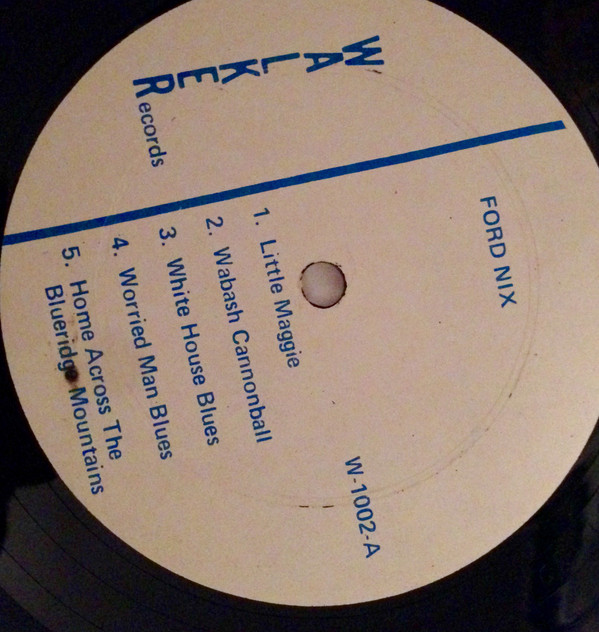 WALKER
Records
FORD NIX
W-1002-A
1. Little Maggie
2. Wabash Cannonball
3. White House Blues
4. Worried Man Blues
5. Home Across The
Blueridge Mountains